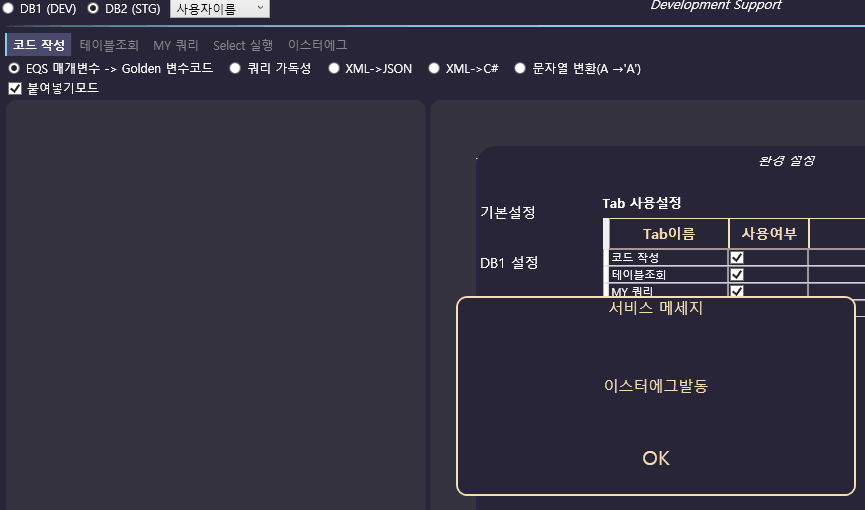 DB1 (DEV) DB2 (STG) 사용자이름
Development Support
코드 작성 테이블조회 MY 쿼리 Select 실행 이스터에그
EQS 매개변수 -> Golden 변수코드 쿼리 가독성 XML->JSON XML->C# 문자열 변환(A →'A')
붙여넣기모드
환경 설정
기본설정
DB1 설정
Tab 사용설정
Tab이름 사용여부
코드 작성
테이블조회
MY 쿼리
서비스 메세지
이스터에그발동
OK